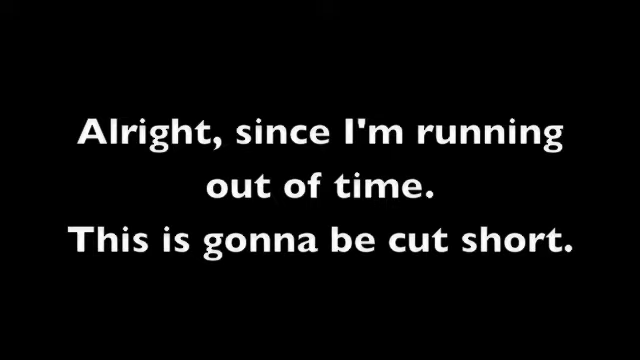 Alright, since I'm running
out of time.
This is gonna be cut short.